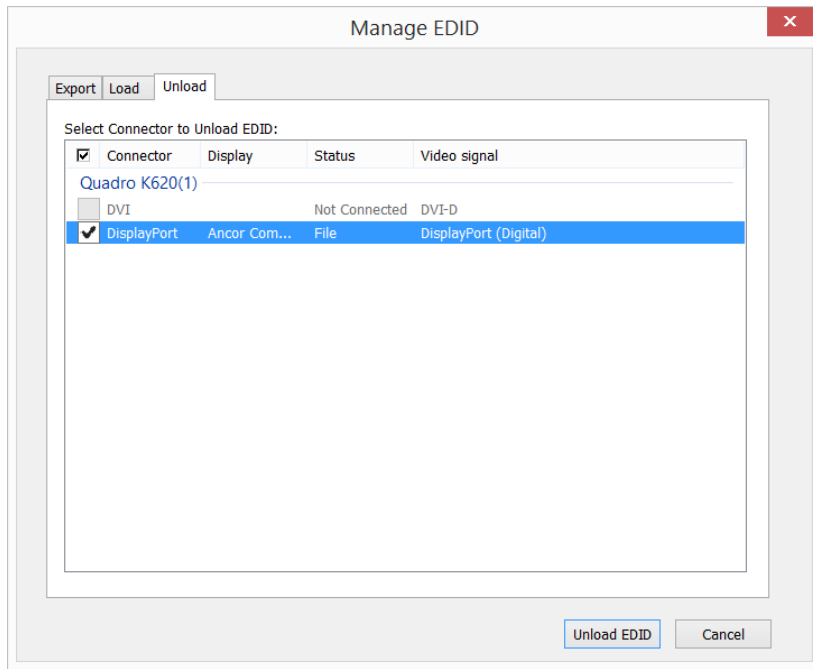 Manage EDID
Export Load Unload
Select Connector to Unload EDID:
Connector Display Status Video signal
Quadro K620(1)
DVI Not Connected DVI-D
DisplayPort Ancor Com... File DisplayPort (Digital)
Unload EDID Cancel